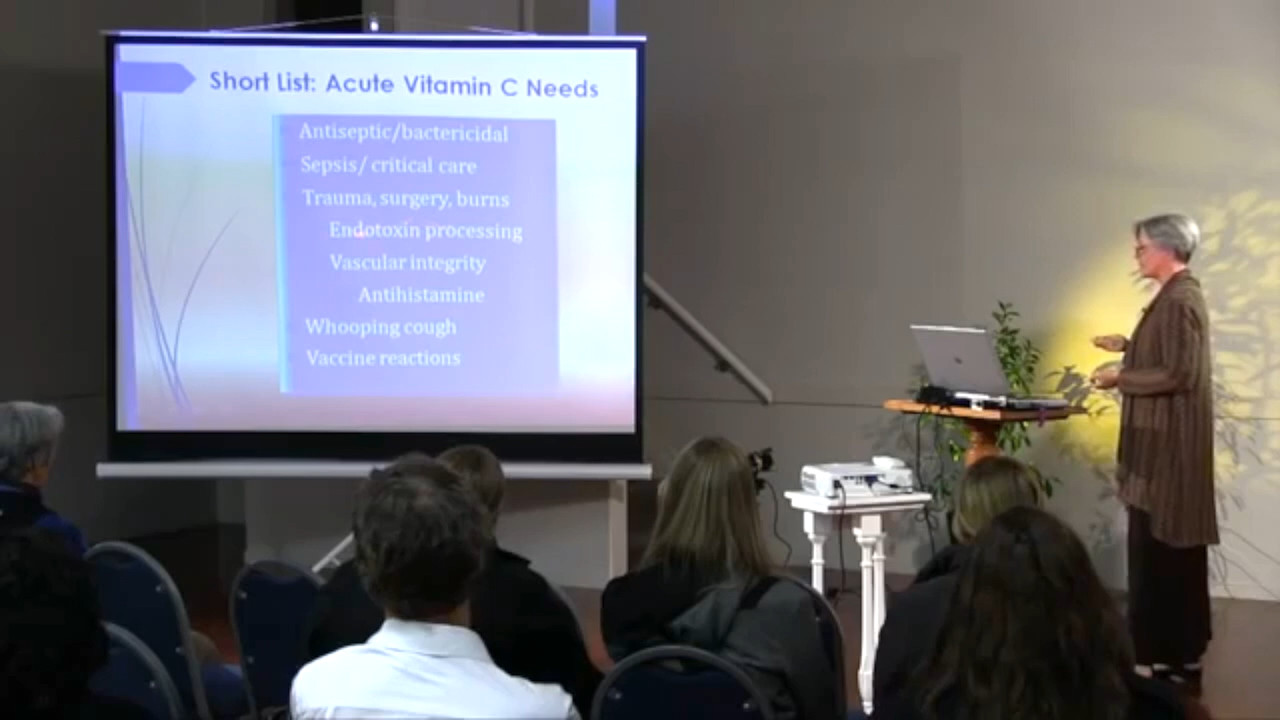 Short List: Acute Vitamin C Needs
Antiseptic/bactericidal
Sepsis/ critical care
Trauma, surgery, burns
Endotoxin processing
Vascular integrity
Antihistamine
Whooping cough
Vaccine reactions